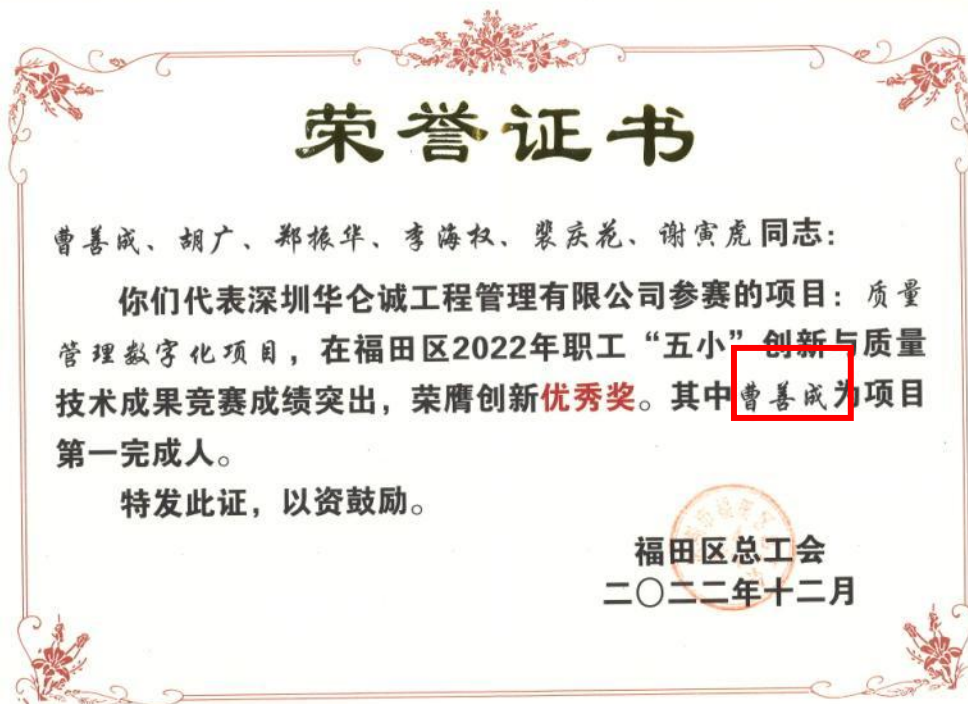 荣誉证书
曹善成、胡广、郑振华、李海权、裴庆花、谢寅虎同志：
你们代表深圳华仑诚工程管理有限公司参赛的项目：质量
管理数字化项目，在福田区2022年职工“五小”创新与质量
技术成果竞赛成绩突出，荣膺创新优秀奖。其中曹善成为项目
第一完成人。
特发此证，以资鼓励。
福田区总工会
二〇二二年十二月